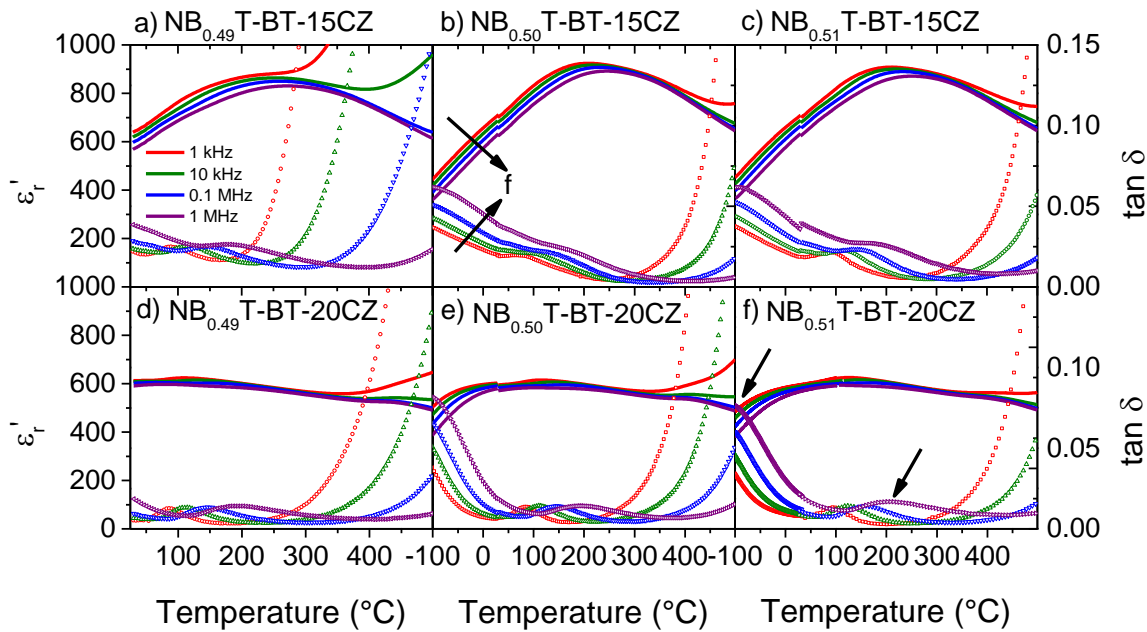 a) NB0.49T-BT-15CZ b) NB0.50T-BT-15CZ c) NB0.51T-BT-15CZ
1000 0.15
800
0.10
600
1 kHz
10 kHz
0.1 MHz
1 MHz
f
400
0.05
200
1000 0.00
εr' tan δ
d) NB0.49T-BT-20CZ e) NB0.50T-BT-20CZ f) NB0.51T-BT-20CZ
800
0.10
600
400
0.05
200
0 0.00
εr' tan δ
100 200 300 400 -100 0 100 200 300 -100 0 100 200 300 400
Temperature (°C) Temperature (°C) Temperature (°C)